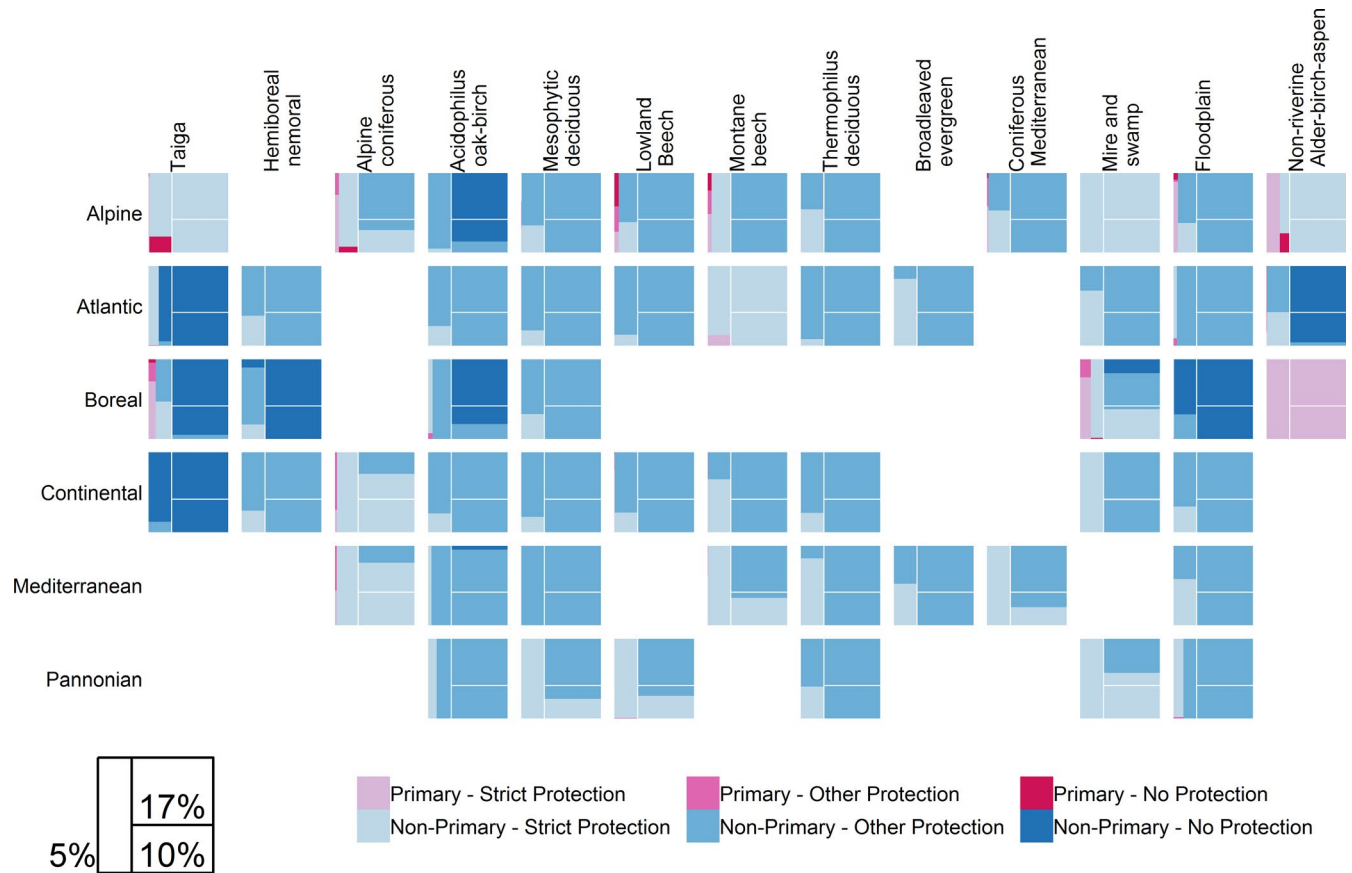 Taiga
Hemiboreal
nemoral
Alpine
coniferous
Acidophilus
oak-birch
Mesophytic
deciduous
Lowland
Beech
Montane
beech
Thermophilus
deciduous
Broadleaved
evergreen
Coniferous
Mediterranean
Mire and
swamp
Floodplain
Non-riverine
Alder-birch-aspen
Alpine
Atlantic
Boreal
Continental
Mediterranean
Pannonian
17%
5%
10%
Primary - Strict Protection
Primary - Other Protection
Primary - No Protection
Non-Primary - Strict Protection
Non-Primary - Other Protection
Non-Primary - No Protection